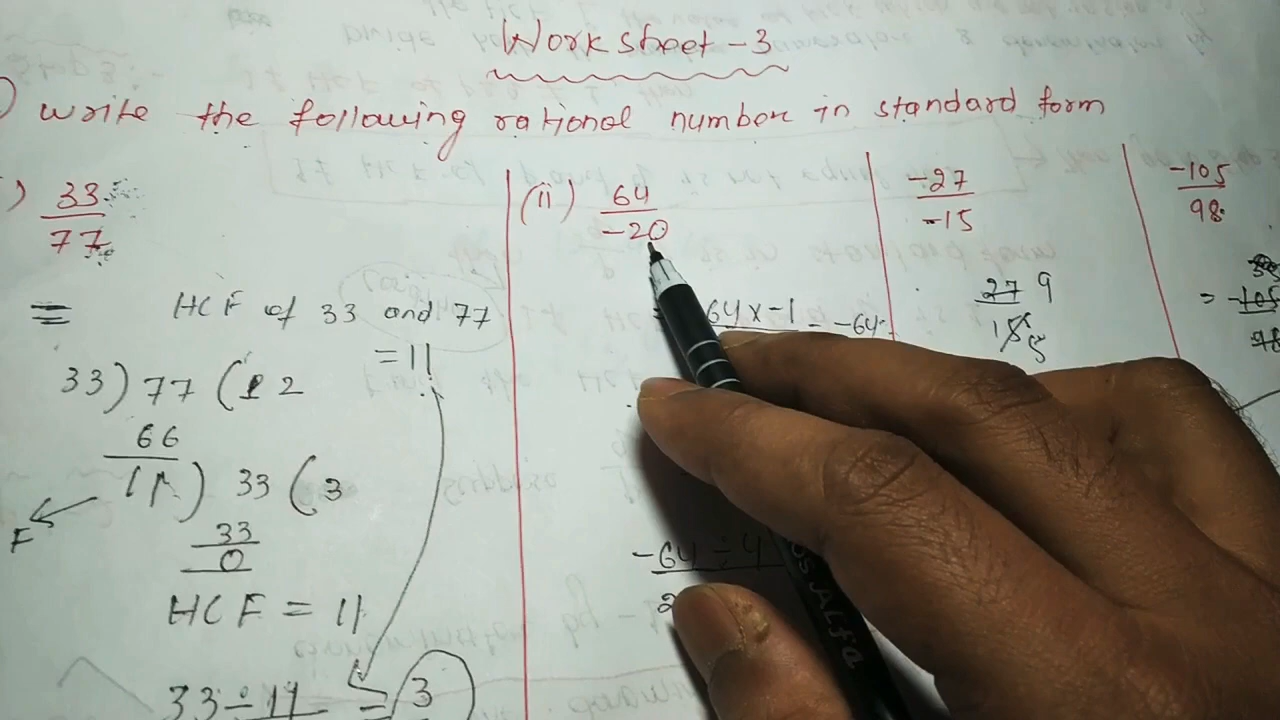 Worksheet-3
) Write the following rational number in standard form
) 33
77
= HCF of 33 and 77
= 11
33) 77 ( 2
66
11) 33 ( 3
F
33
0
HCF = 11
33÷11 = 3
(ii) 64
-20
64 x -1 = -64
-64 ÷ 4
2
-27
-15
27 9
15 5
-105
98
= -105
98